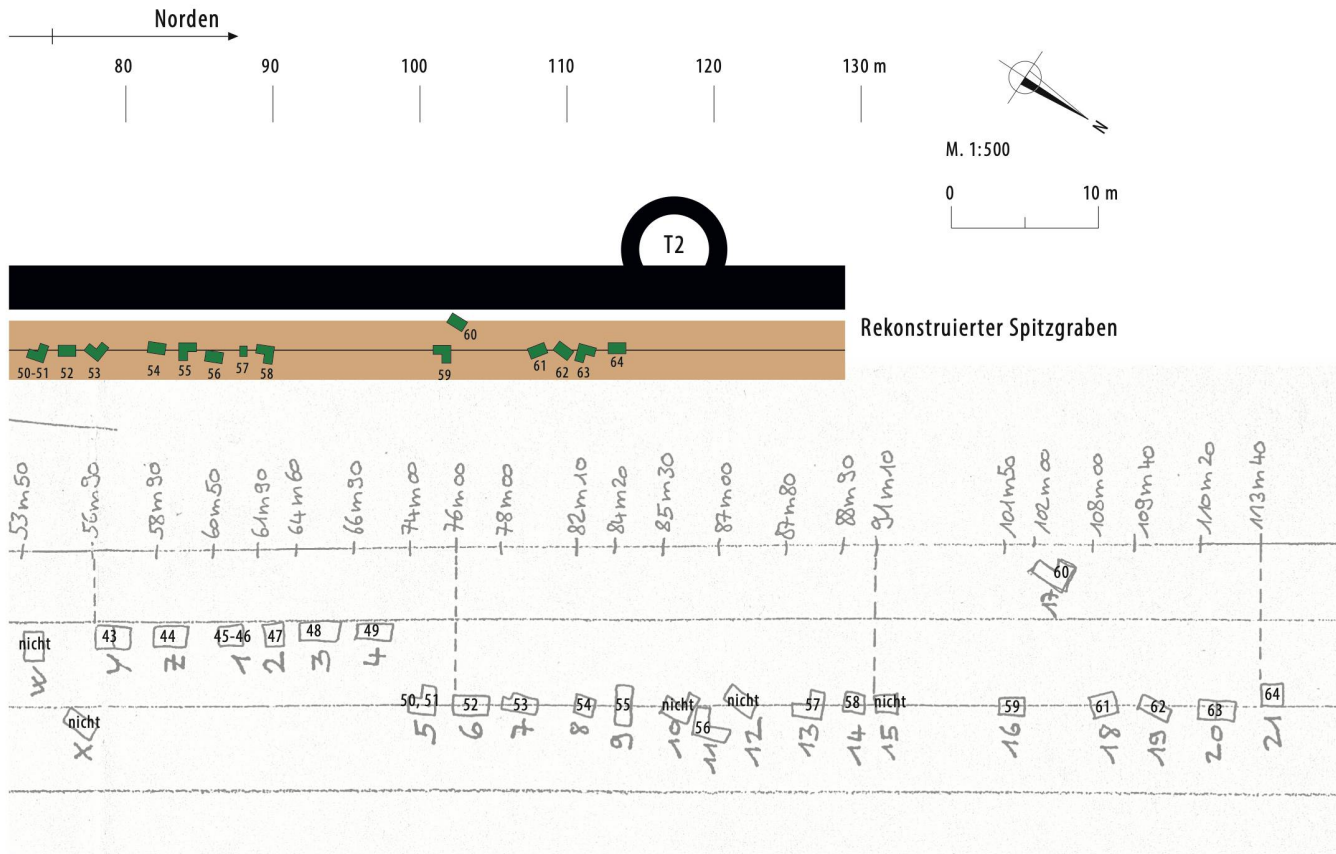 Norden
80 90 100 110 120 130 m
N
M. 1:500
0 10 m
T2
Rekonstruierter Spitzgraben
60
50-51 52 53 54 55 56 57 58 59 61 62 63 64
53m50 56m90 58m90 60m50 61m90 64m60 66m90 74m00 76m00 78m00 82m10 84m20 85m30 87m00 87m80 88m90 91m10 101m50 102m00 108m00 109m40 110m20 113m40
60
17
nicht 43 44 45-46 47 48 49
W Y Z 1 2 3 4
nicht 50, 51 52 53 54 55 nicht 56 nicht 57 58 nicht 59 61 62 63 64
X 5 6 7 8 9 10 11 12 13 14 15 16 18 19 20 21